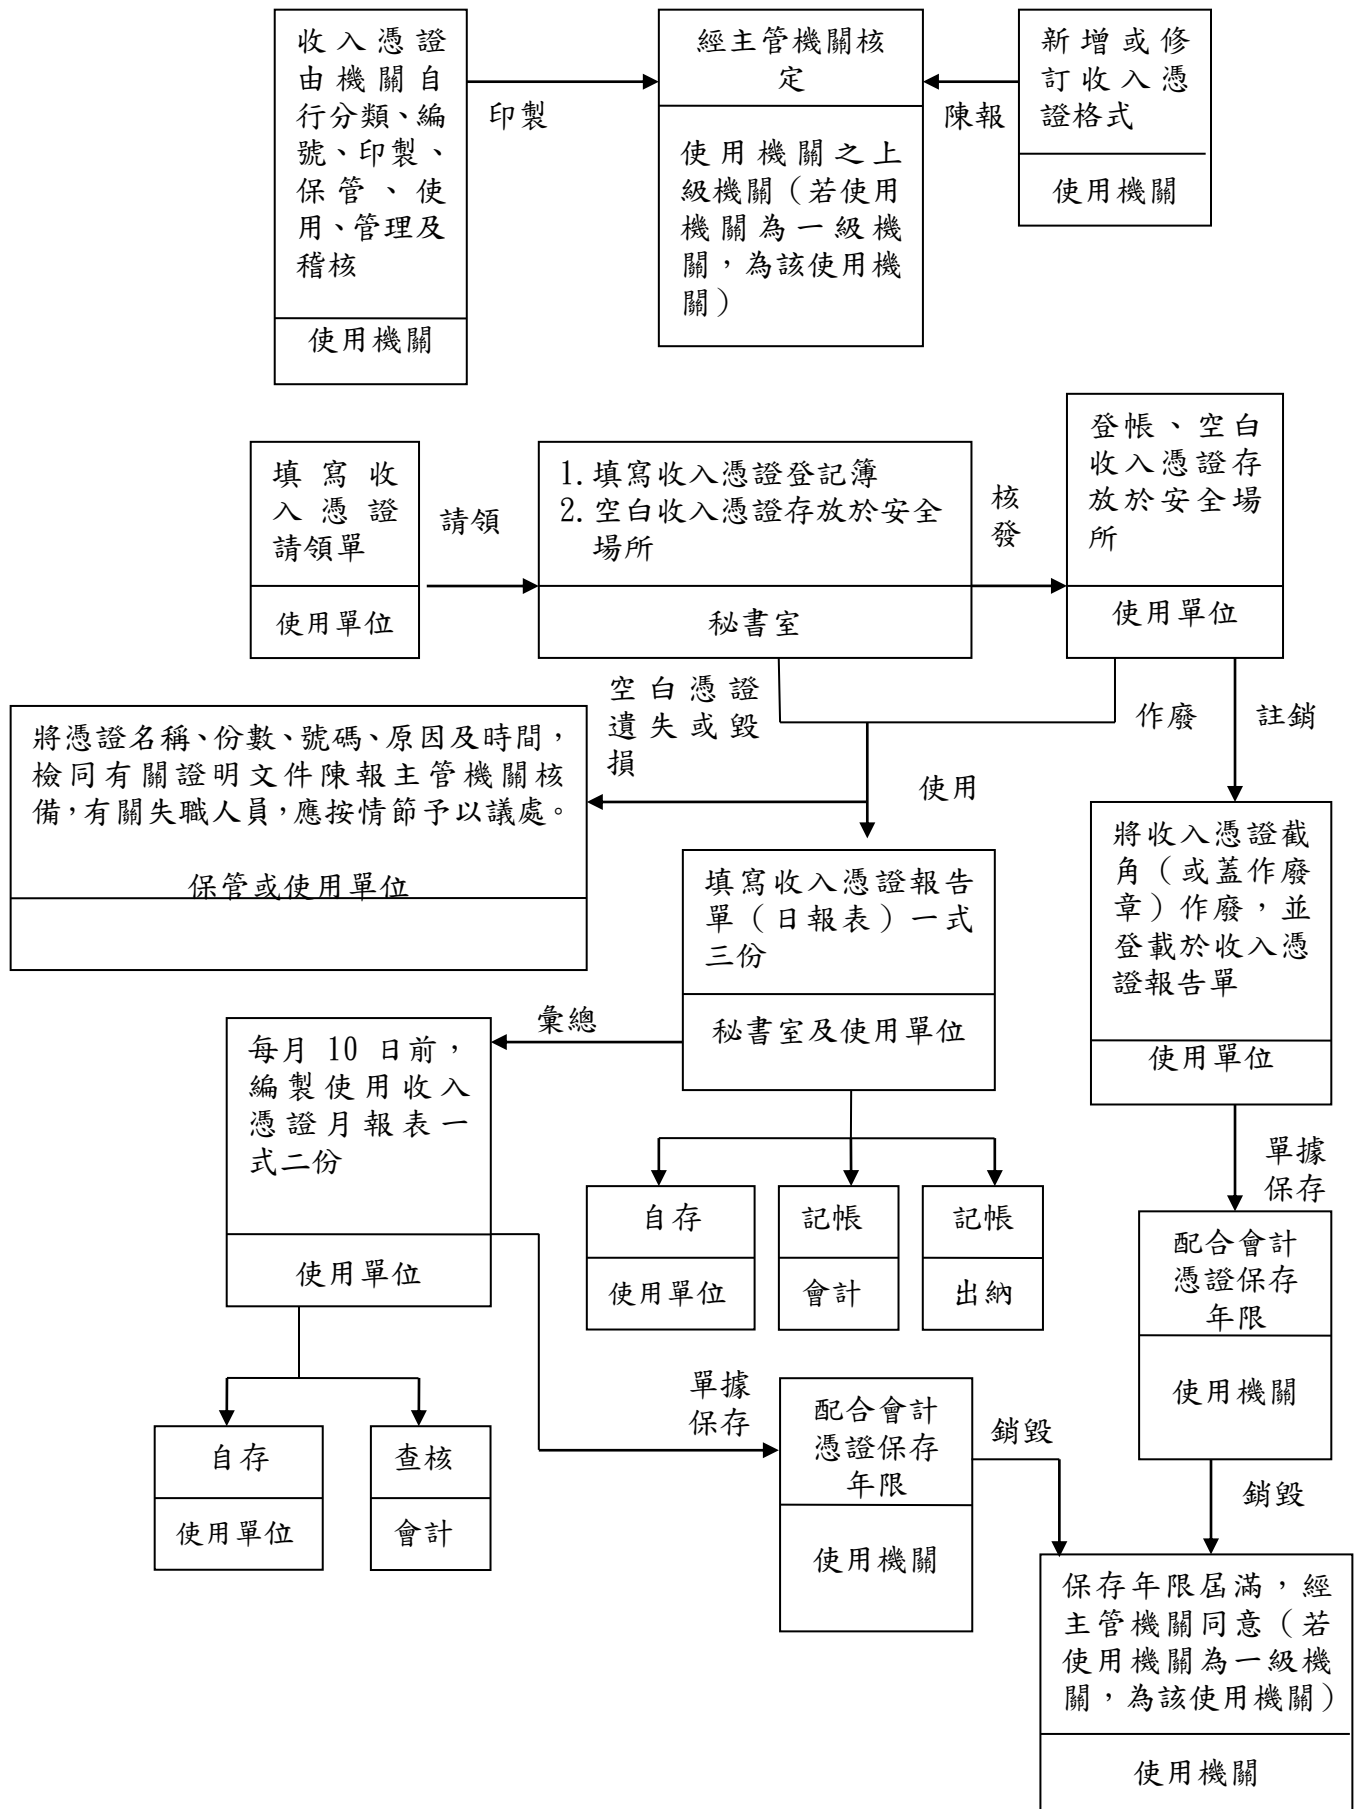 收入憑證
由機關自
行分類、編
號、印製、
保管、使
用、管理及
稽核
使用機關
印製
經主管機關核
定
使用機關之上
級機關（若使用
機關為一級機
關，為該使用機
關）
陳報
新增或修
訂收入憑
證格式
使用機關
填寫收
入憑證
請領單
使用單位
請領
1.填寫收入憑證登記簿
2.空白收入憑證存放於安全
場所
秘書室
核
發
登帳、空白
收入憑證存
放於安全場
所
使用單位
空白憑證
遺失或毀
損
使用
作廢
註銷
將憑證名稱、份數、號碼、原因及時間，
檢同有關證明文件陳報主管機關核
備，有關失職人員，應按情節予以議處。
保管或使用單位
填寫收入憑證報告
單（日報表）一式
三份
秘書室及使用單位
將收入憑證截
角（或蓋作廢
章）作廢，並
登載於收入憑
證報告單
使用單位
彙總
每月 10 日前，
編製使用收入
憑證月報表一
式二份
使用單位
自存
使用單位
記帳
會計
記帳
出納
單據
保存
配合會計
憑證保存
年限
使用機關
自存
使用單位
查核
會計
單據
保存
配合會計
憑證保存
年限
使用機關
銷毀
銷毀
保存年限屆滿，經
主管機關同意（若
使用機關為一級機
關，為該使用機關）
使用機關